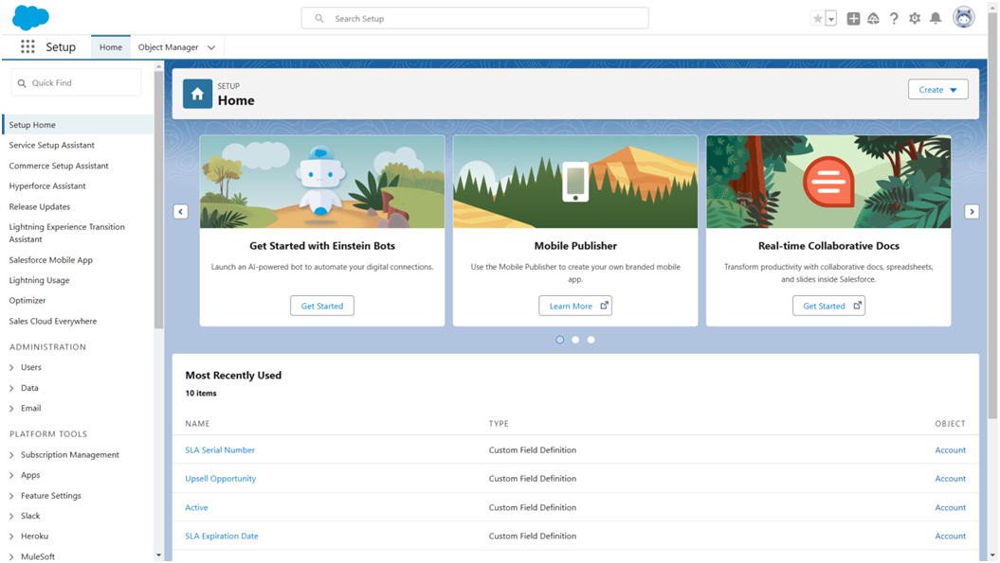 Search Setup
Setup
Home
Object Manager
Quick Find
Setup Home
Service Setup Assistant
Commerce Setup Assistant
Hyperforce Assistant
Release Updates
Lightning Experience Transition
Assistant
Salesforce Mobile App
Lightning Usage
Optimizer
Sales Cloud Everywhere
ADMINISTRATION
Users
Data
Email
PLATFORM TOOLS
Subscription Management
Apps
Feature Settings
Slack
Heroku
MuleSoft
SETUP
Home
Create
Get Started with Einstein Bots
Launch an AI-powered bot to automate your digital connections.
Get Started
Mobile Publisher
Use the Mobile Publisher to create your own branded mobile
app.
Learn More
Real-time Collaborative Docs
Transform productivity with collaborative docs, spreadsheets,
and slides inside Salesforce.
Get Started
Most Recently Used
10 items
NAME TYPE OBJECT
SLA Serial Number Custom Field Definition Account
Upsell Opportunity Custom Field Definition Account
Active Custom Field Definition Account
SLA Expiration Date Custom Field Definition Account